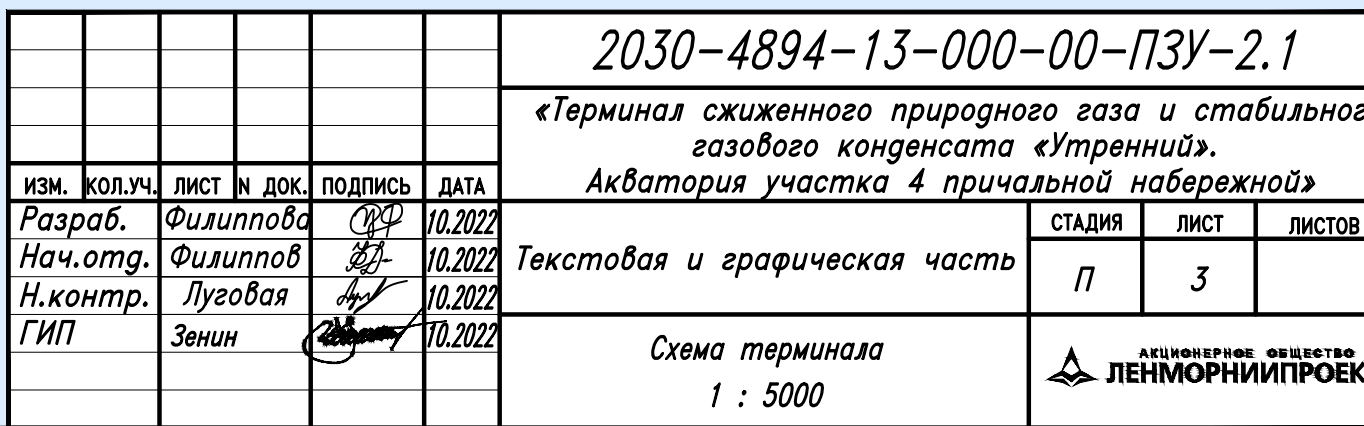 2030-4894-13-000-00-ПЗУ-2.1
«Терминал сжиженного природного газа и стабильног
газового конденсата «Утренний».
Акватория участка 4 причальной набережной»
ИЗМ. КОЛ.УЧ. ЛИСТ N ДОК. ПОДПИСЬ ДАТА
Разраб. Филиппова 10.2022
Нач.отд. Филиппов 10.2022
Н.контр. Луговая 10.2022
ГИП Зенин 10.2022
Текстовая и графическая часть
СТАДИЯ ЛИСТ ЛИСТОВ
П 3
Схема терминала
1 : 5000
АКЦИОНЕРНОЕ ОБЩЕСТВО
ЛЕНМОРНИИПРОЕК